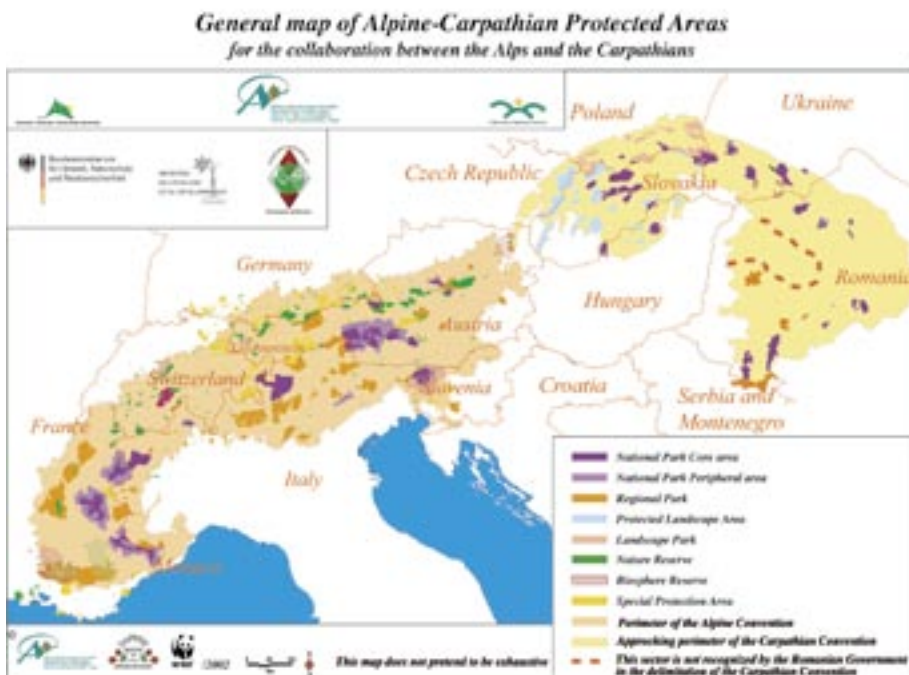 General map of Alpine-Carpathian Protected Areas
for the collaboration between the Alps and the Carpathians
Ukraine
Poland
Czech Republic
Slovakia
Germany
Romania
Hungary
Austria
Switzerland
Slovenia
Croatia
Serbia and
Montenegro
France
Italy
National Park Core area
National Park Peripheral area
Regional Park
Protected Landscape Area
Landscape Park
Nature Reserve
Biosphere Reserve
Special Protection Area
Perimeter of the Alpine Convention
Approching perimeter of the Carpathian Convention
This sector is not recognized by the Romanian Government
in the delimitation of the Carpathian Convention
WWF
/2002
This map does not pretend to be exhaustive